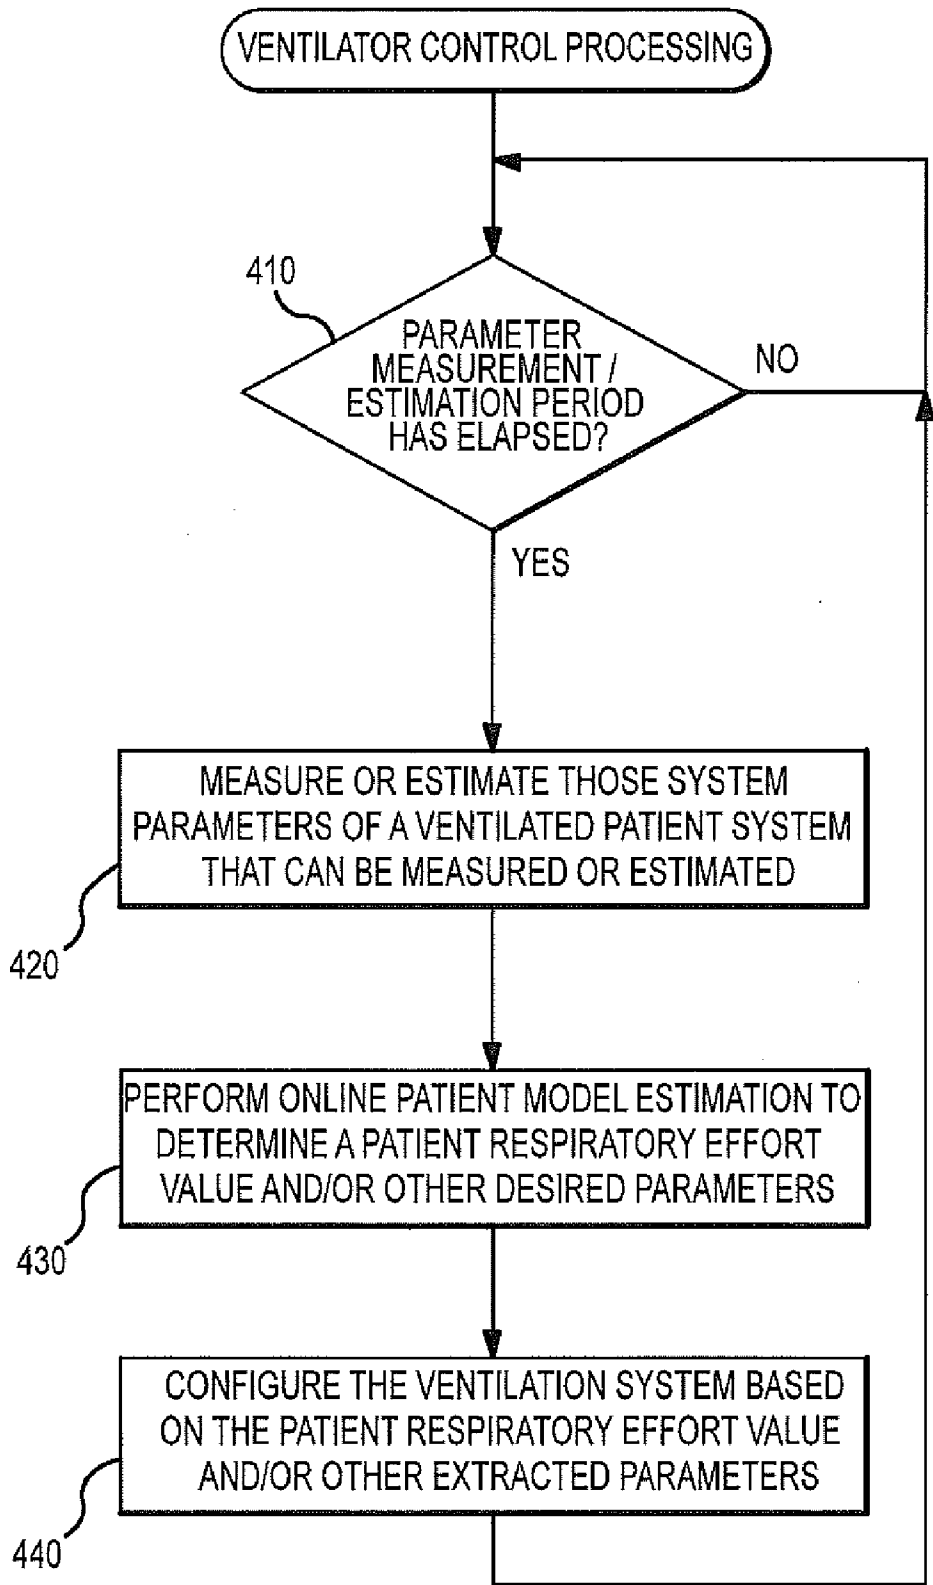 VENTILATOR CONTROL PROCESSING
410
PARAMETER
MEASUREMENT /
ESTIMATION PERIOD
HAS ELAPSED?
NO
YES
MEASURE OR ESTIMATE THOSE SYSTEM
PARAMETERS OF A VENTILATED PATIENT SYSTEM
THAT CAN BE MEASURED OR ESTIMATED
420
PERFORM ONLINE PATIENT MODEL ESTIMATION TO
DETERMINE A PATIENT RESPIRATORY EFFORT
VALUE AND/OR OTHER DESIRED PARAMETERS
430
CONFIGURE THE VENTILATION SYSTEM BASED
ON THE PATIENT RESPIRATORY EFFORT VALUE
AND/OR OTHER EXTRACTED PARAMETERS
440